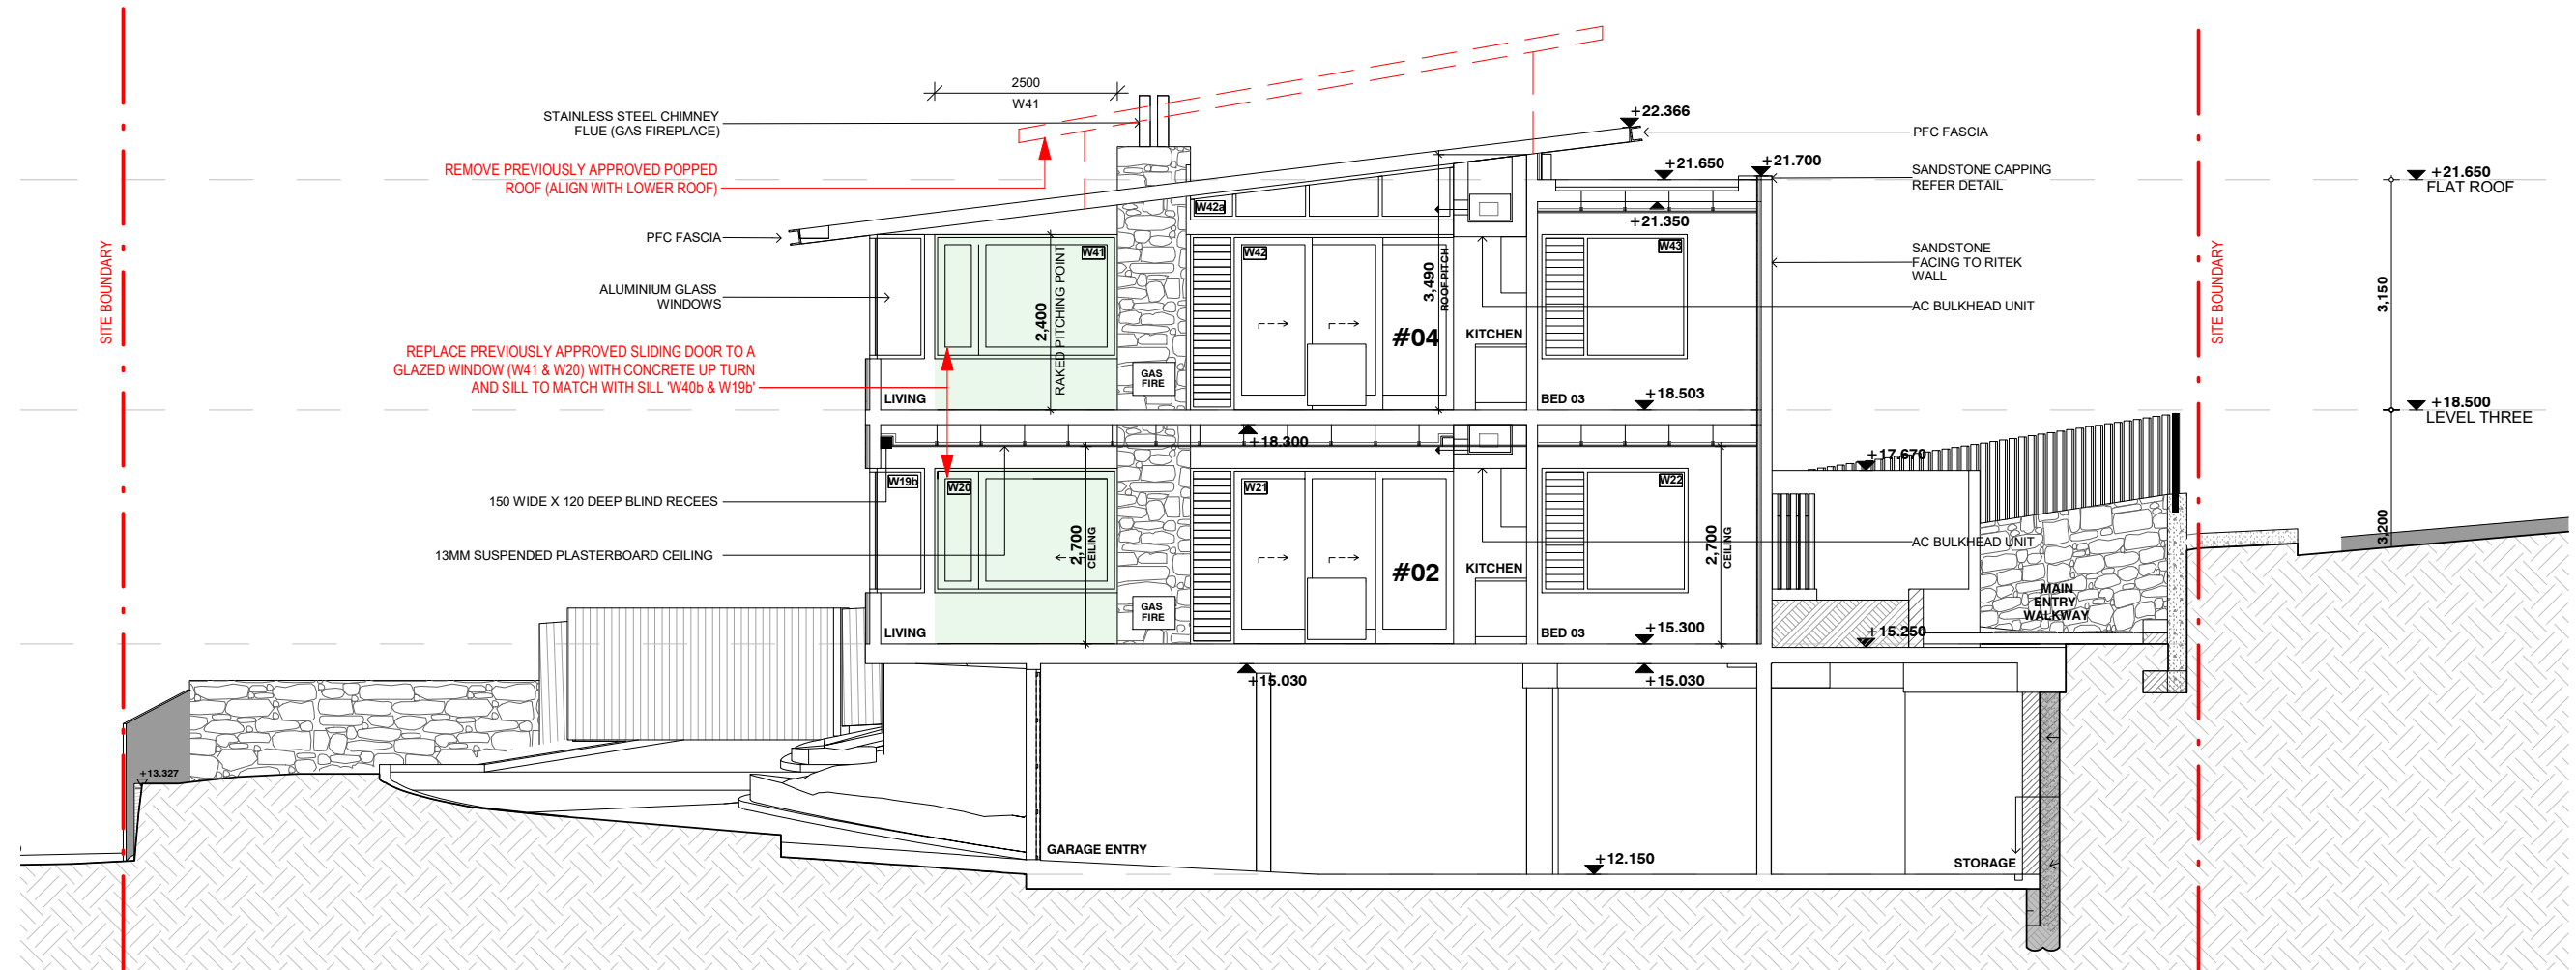 2500
W41
STAINLESS STEEL CHIMNEY
FLUE (GAS FIREPLACE)
REMOVE PREVIOUSLY APPROVED POPPED
ROOF (ALIGN WITH LOWER ROOF)
PFC FASCIA
ALUMINIUM GLASS
WINDOWS
REPLACE PREVIOUSLY APPROVED SLIDING DOOR TO A
GLAZED WINDOW (W41 & W20) WITH CONCRETE UP TURN
AND SILL TO MATCH WITH SILL 'W40b & W19b'
150 WIDE X 120 DEEP BLIND RECEES
13MM SUSPENDED PLASTERBOARD CEILING
SITE BOUNDARY
+22.366
PFC FASCIA
+21.650
+21.700
SANDSTONE CAPPING
REFER DETAIL
+21.650
FLAT ROOF
W42a
+21.350
W41
W42
W43
SANDSTONE
FACING TO RITEK
WALL
SITE BOUNDARY
2,400
RAKED PITCHING POINT
3,490
ROOF PITCH
AC BULKHEAD UNIT
3,150
#04
KITCHEN
GAS
FIRE
LIVING
BED 03
+18.503
+18.500
LEVEL THREE
+18.300
+17.670
W19b
W20
W21
W22
2,700
CEILING
2,700
CEILING
AC BULKHEAD UNIT
3,200
#02
KITCHEN
GAS
FIRE
MAIN
ENTRY
WALKWAY
LIVING
BED 03
+15.300
+15.250
+15.030
+15.030
+13.327
GARAGE ENTRY
+12.150
STORAGE